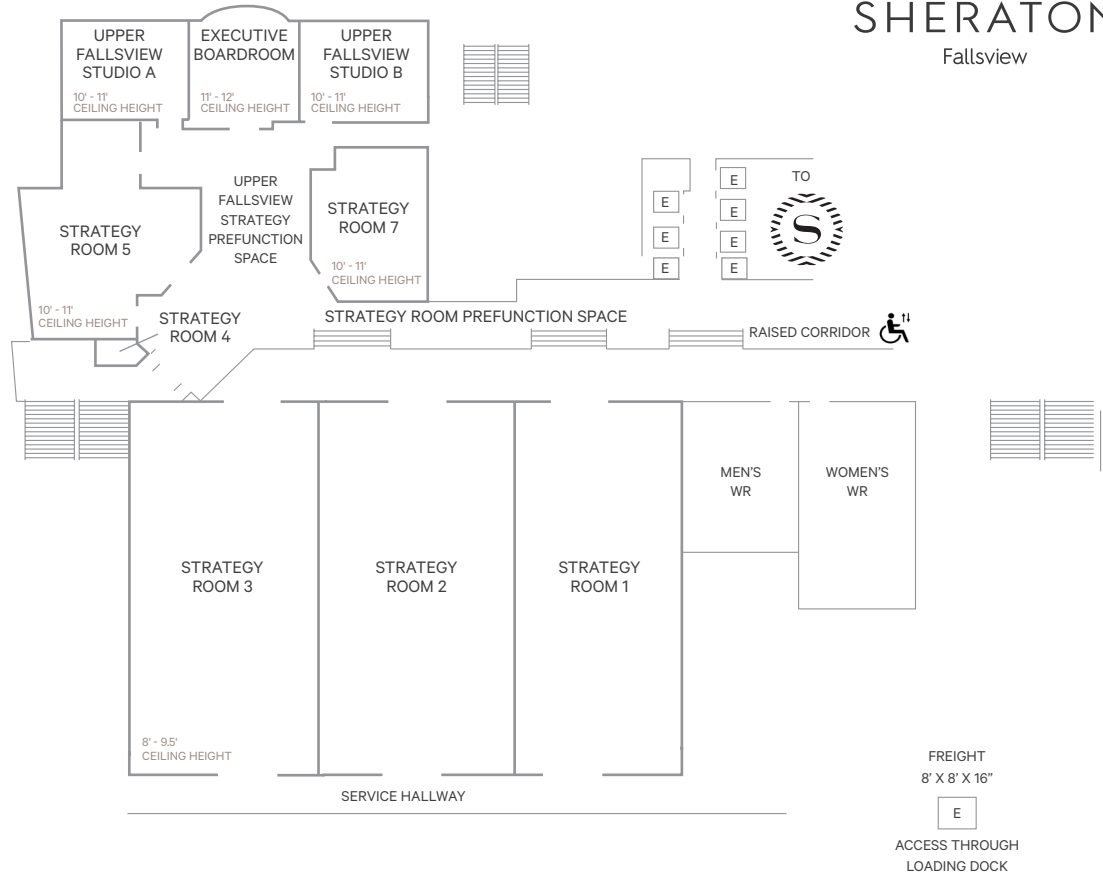 SHERATON
Fallsview
UPPER
FALLSVIEW
STUDIO A
10' - 11'
CEILING HEIGHT
EXECUTIVE
BOARDROOM
11' - 12'
CEILING HEIGHT
UPPER
FALLSVIEW
STUDIO B
10' - 11'
CEILING HEIGHT
UPPER
FALLSVIEW
STRATEGY
PREFUNCTION
SPACE
STRATEGY
ROOM 5
10' - 11'
CEILING HEIGHT
STRATEGY
ROOM 7
10' - 11'
CEILING HEIGHT
STRATEGY
ROOM 4
STRATEGY ROOM PREFUNCTION SPACE
E
E
E
E
E
E
E
TO
S
RAISED CORRIDOR
MEN'S
WR
WOMEN'S
WR
STRATEGY
ROOM 3
8' - 9.5'
CEILING HEIGHT
STRATEGY
ROOM 2
STRATEGY
ROOM 1
SERVICE HALLWAY
FREIGHT
8' X 8' X 16"
E
ACCESS THROUGH
LOADING DOCK